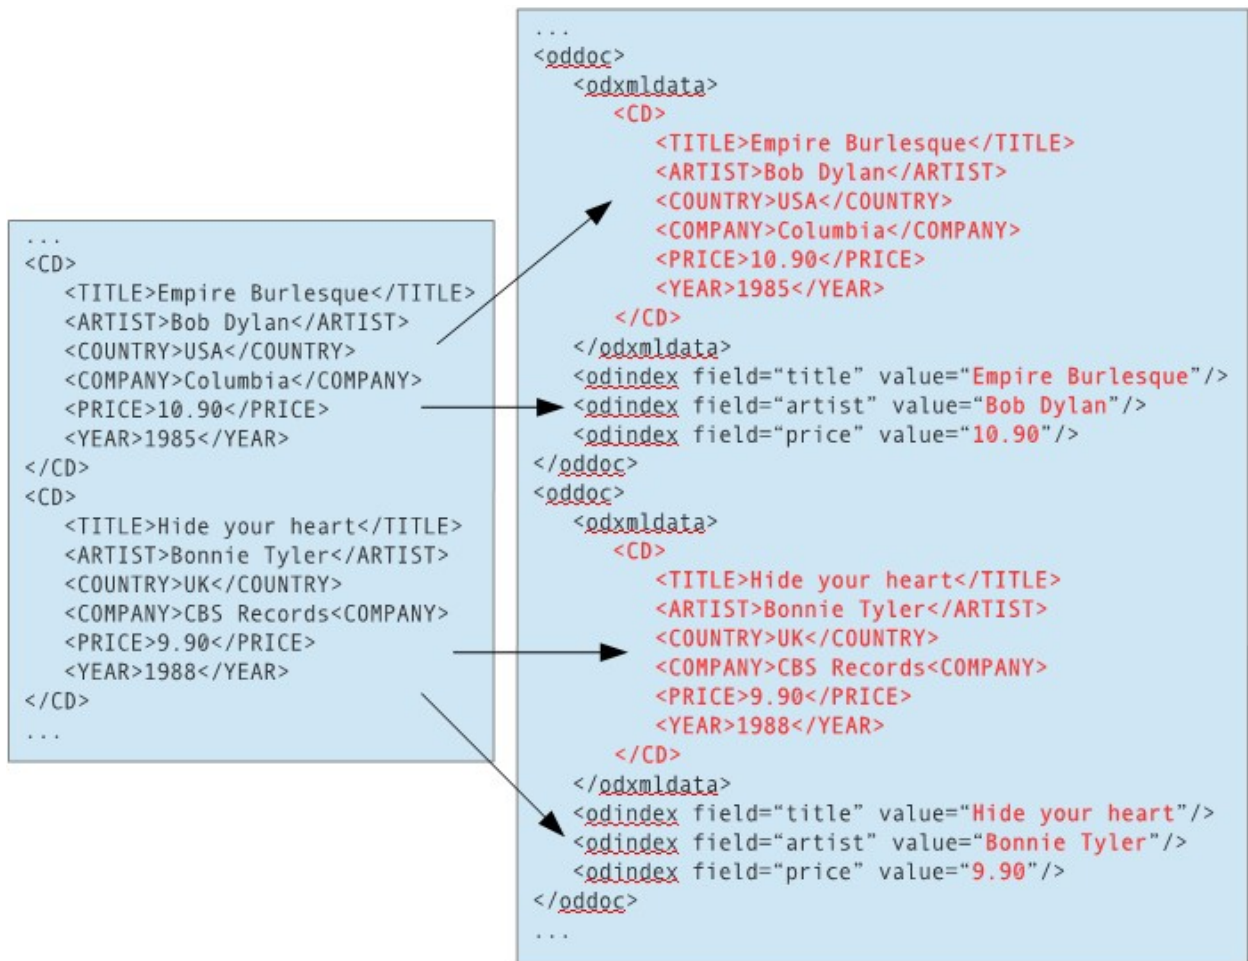 ...
<CD>
<TITLE>Empire Burlesque</TITLE>
<ARTIST>Bob Dylan</ARTIST>
<COUNTRY>USA</COUNTRY>
<COMPANY>Columbia</COMPANY>
<PRICE>10.90</PRICE>
<YEAR>1985</YEAR>
</CD>
<CD>
<TITLE>Hide your heart</TITLE>
<ARTIST>Bonnie Tyler</ARTIST>
<COUNTRY>UK</COUNTRY>
<COMPANY>CBS Records<COMPANY>
<PRICE>9.90</PRICE>
<YEAR>1988</YEAR>
</CD>
...
...
<oddoc>
<odxmldata>
<CD>
<TITLE>Empire Burlesque</TITLE>
<ARTIST>Bob Dylan</ARTIST>
<COUNTRY>USA</COUNTRY>
<COMPANY>Columbia</COMPANY>
<PRICE>10.90</PRICE>
<YEAR>1985</YEAR>
</CD>
</odxmldata>
<odindex field=“title” value=“Empire Burlesque”/>
<odindex field=“artist” value=“Bob Dylan”/>
<odindex field=“price” value=“10.90”/>
</oddoc>
<oddoc>
<odxmldata>
<CD>
<TITLE>Hide your heart</TITLE>
<ARTIST>Bonnie Tyler</ARTIST>
<COUNTRY>UK</COUNTRY>
<COMPANY>CBS Records<COMPANY>
<PRICE>9.90</PRICE>
<YEAR>1988</YEAR>
</CD>
</odxmldata>
<odindex field=“title” value=“Hide your heart”/>
<odindex field=“artist” value=“Bonnie Tyler”/>
<odindex field=“price” value=“9.90”/>
</oddoc>
...